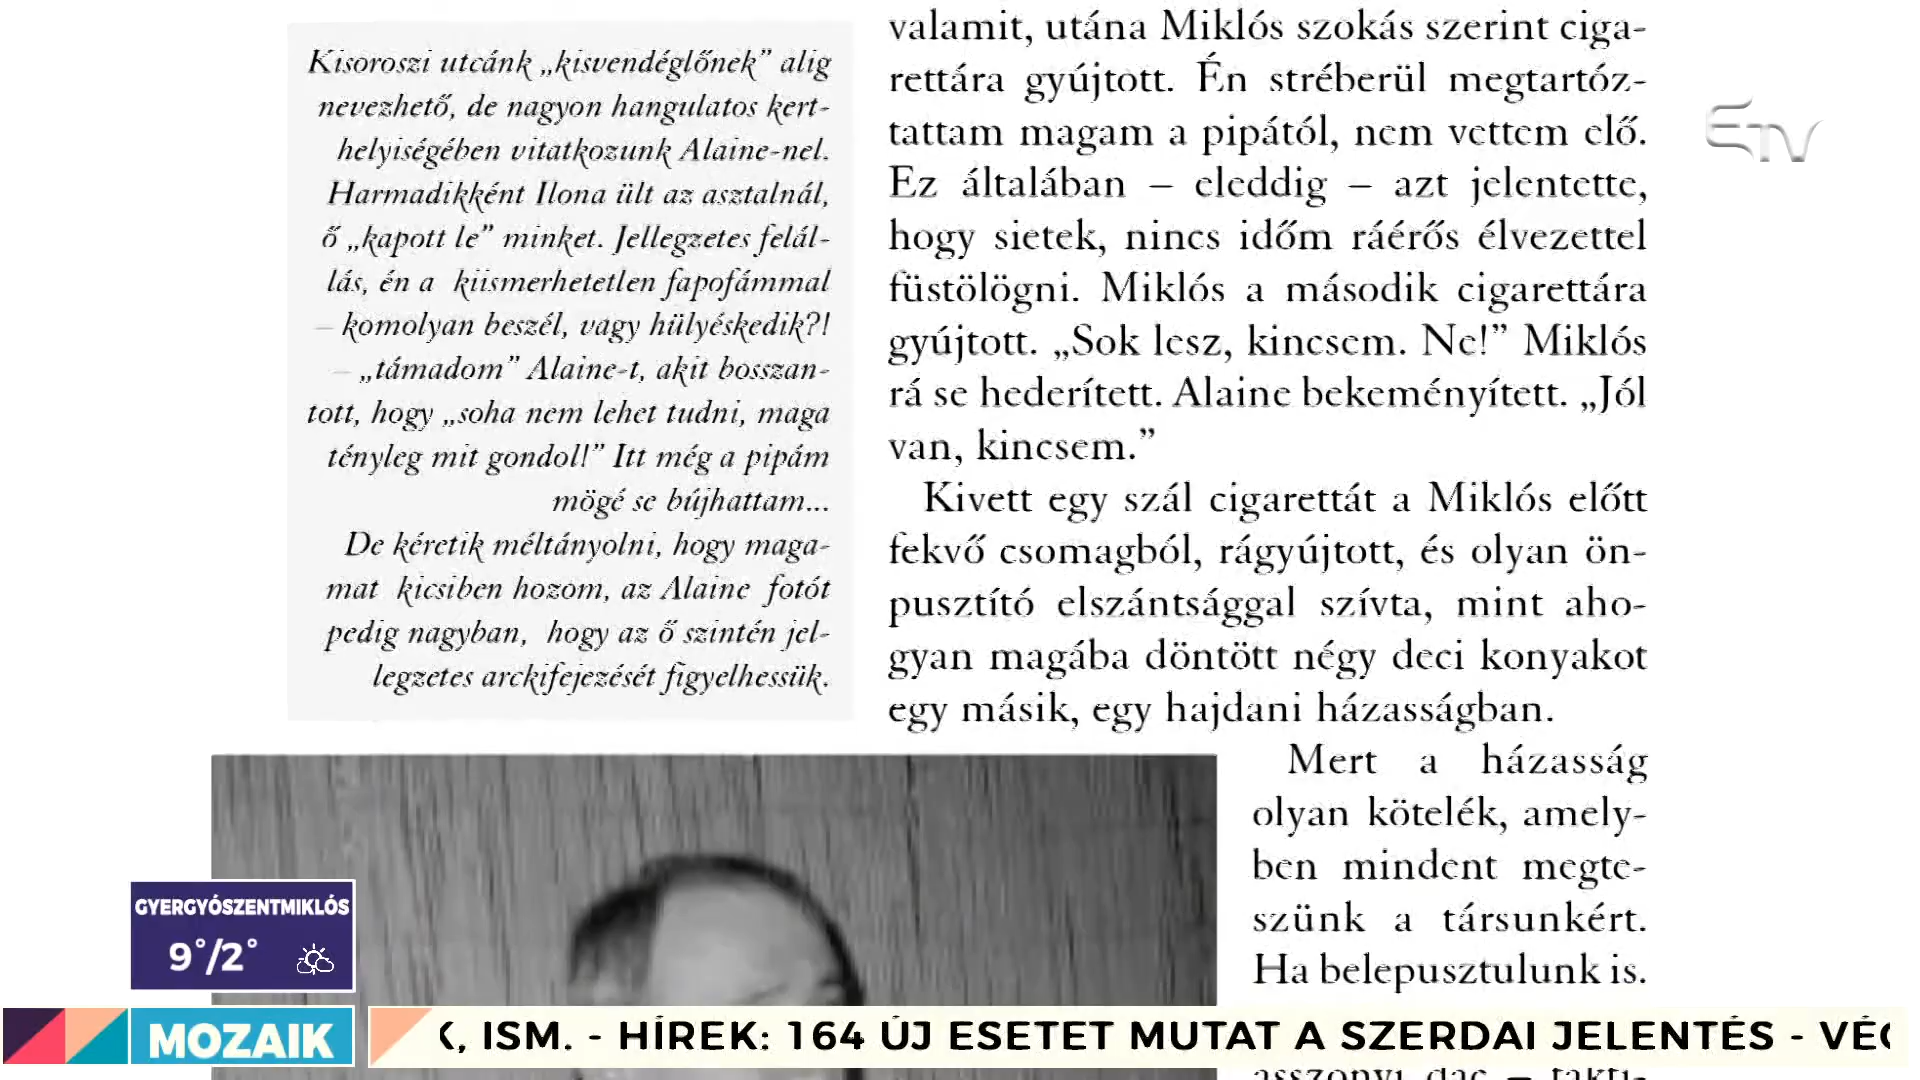 Kisoroszi utcánk „kisvendéglőnek” alig
nevezhető, de nagyon hangulatos kert-
helyiségében vitatkozunk Alaine-nel.
Harmadikként Ilona ült az asztalnál,
ő „kapott le” minket. Jellegzetes felál-
lás, én a kiismerhetetlen fapofámmal
– komolyan beszél, vagy hülyéskedik?!
– „támadom” Alaine-t, akit bosszan-
tott, hogy „soha nem lehet tudni, maga
tényleg mit gondol!” Itt még a pipám
mögé se bújhattam...
De kéretik méltányolni, hogy maga-
mat kicsiben hozom, az Alaine fotót
pedig nagyban, hogy az ő szintén jel-
legzetes arckifejezését figyelhessük.
valamit, utána Miklós szokás szerint ciga-
rettára gyújtott. Én stréberül megtartóz-
tattam magam a pipától, nem vettem elő.
Ez általában – eleddig – azt jelentette,
hogy sietek, nincs időm ráérős élvezettel
füstölögni. Miklós a második cigarettára
gyújtott. „Sok lesz, kincsem. Ne!” Miklós
rá se hederített. Alaine bekeményített. „Jól
van, kincsem.”
Kivett egy szál cigarettát a Miklós előtt
fekvő csomagból, rágyújtott, és olyan ön-
pusztító elszántsággal szívta, mint aho-
gyan magába döntött négy deci konyakot
egy másik, egy hajdani házasságban.
Mert a házasság
olyan kötelék, amely-
ben mindent megte-
szünk a társunkért.
Ha belepusztulunk is.
ETV
GYERGYÓSZENTMIKLÓS
9°/2°
MOZAIK
K, ISM. - HÍREK: 164 ÚJ ESETET MUTAT A SZERDAI JELENTÉS - VÉG